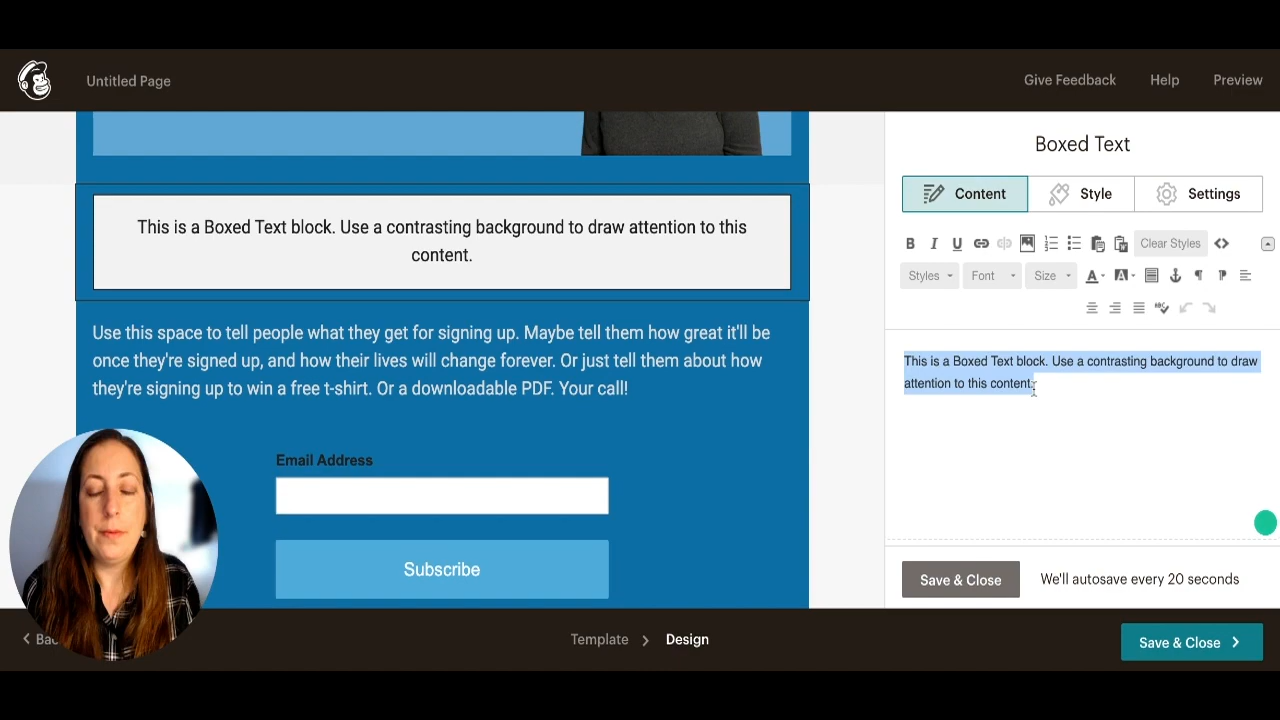 Untitled Page
Give Feedback
Help
Preview
Boxed Text
Content
Style
Settings
This is a Boxed Text block. Use a contrasting background to draw attention to this
content.
B I U Clear Styles
Styles Font Size A A
Use this space to tell people what they get for signing up. Maybe tell them how great it'll be
once they're signed up, and how their lives will change forever. Or just tell them about how
they're signing up to win a free t-shirt. Or a downloadable PDF. Your call!
This is a Boxed Text block. Use a contrasting background to draw
attention to this content.
Email Address
Subscribe
Save & Close
We'll autosave every 20 seconds
Template
Design
Save & Close